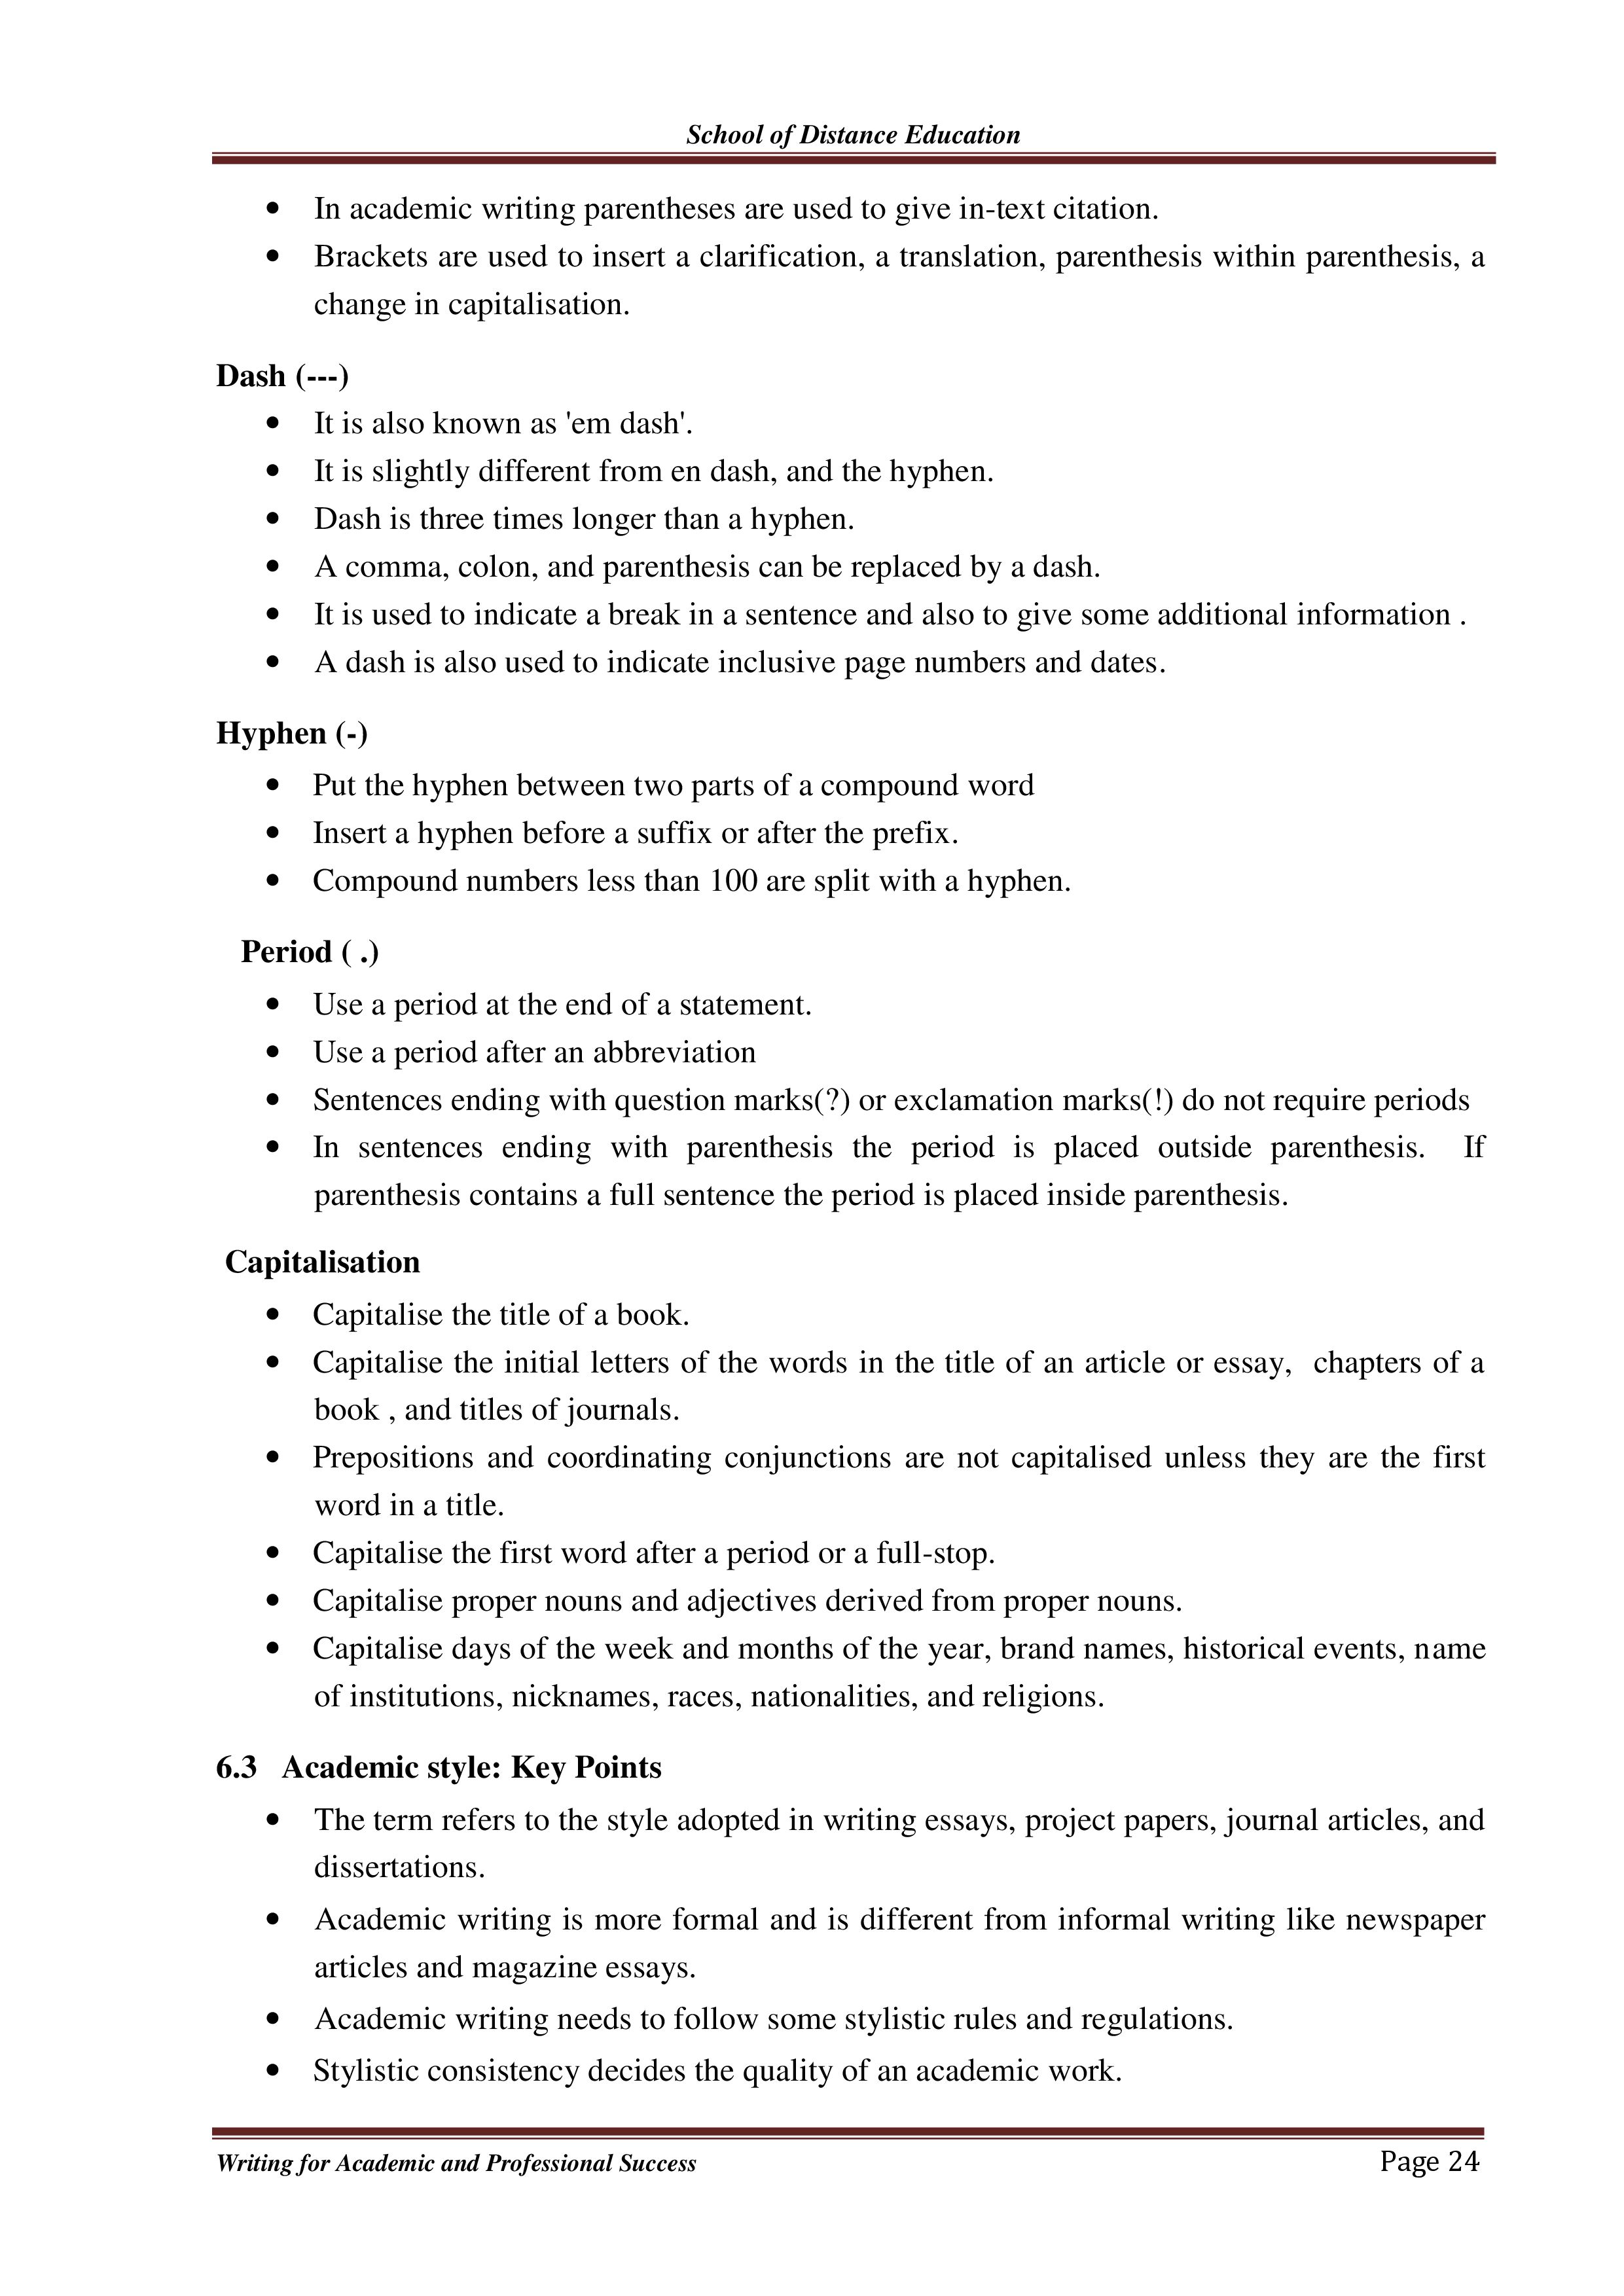 School of Distance Education
• In academic writing parentheses are used to give in-text citation.
• Brackets are used to insert a clarification, a translation, parenthesis within parenthesis, a
change in capitalisation.
Dash (---)
• It is also known as 'em dash'.
• It is slightly different from en dash, and the hyphen.
• Dash is three times longer than a hyphen.
• A comma, colon, and parenthesis can be replaced by a dash.
• It is used to indicate a break in a sentence and also to give some additional information .
• A dash is also used to indicate inclusive page numbers and dates.
Hyphen (-)
• Put the hyphen between two parts of a compound word
• Insert a hyphen before a suffix or after the prefix.
• Compound numbers less than 100 are split with a hyphen.
Period ( .)
• Use a period at the end of a statement.
• Use a period after an abbreviation
• Sentences ending with question marks(?) or exclamation marks(!) do not require periods
• In sentences ending with parenthesis the period is placed outside parenthesis. If
parenthesis contains a full sentence the period is placed inside parenthesis.
Capitalisation
• Capitalise the title of a book.
• Capitalise the initial letters of the words in the title of an article or essay, chapters of a
book , and titles of journals.
• Prepositions and coordinating conjunctions are not capitalised unless they are the first
word in a title.
• Capitalise the first word after a period or a full-stop.
• Capitalise proper nouns and adjectives derived from proper nouns.
• Capitalise days of the week and months of the year, brand names, historical events, name
of institutions, nicknames, races, nationalities, and religions.
6.3 Academic style: Key Points
• The term refers to the style adopted in writing essays, project papers, journal articles, and
dissertations.
• Academic writing is more formal and is different from informal writing like newspaper
articles and magazine essays.
• Academic writing needs to follow some stylistic rules and regulations.
• Stylistic consistency decides the quality of an academic work.
Writing for Academic and Professional Success Page 24